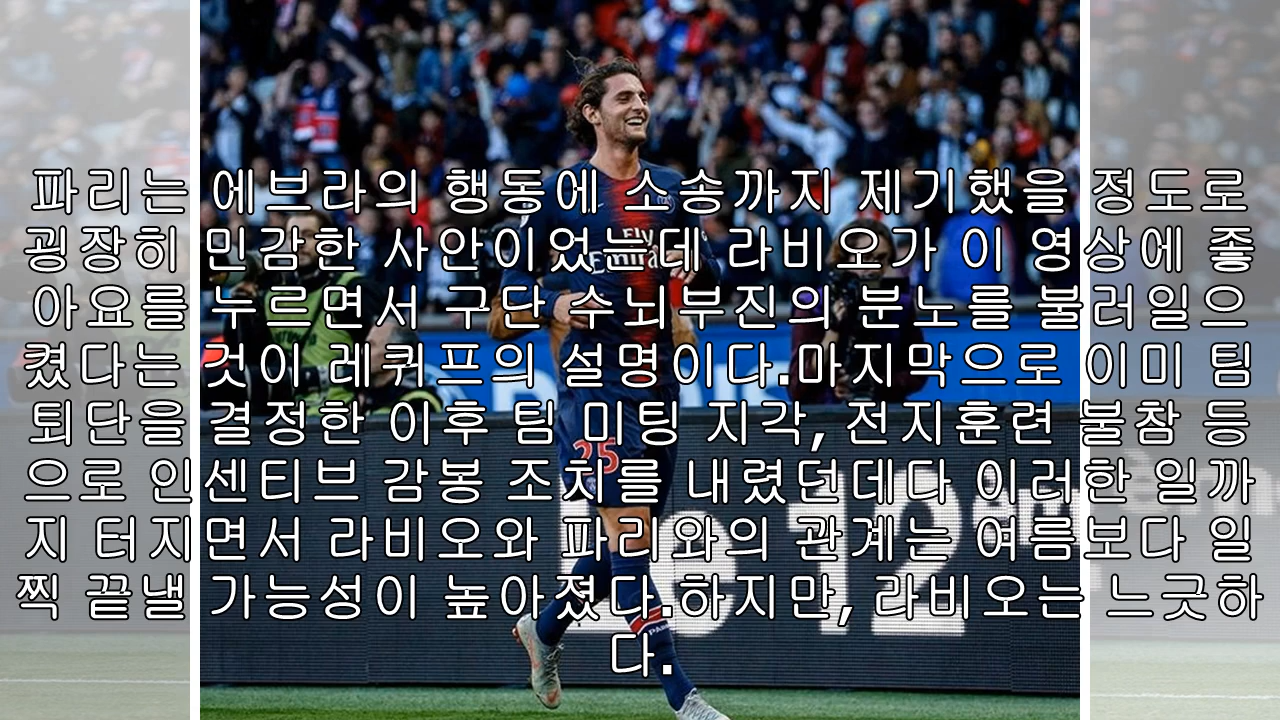 파리는 에브라의 행동에 소송까지 제기했을 정도로
굉장히 민감한 사안이었는데 라비오가 이 영상에 좋
아요를 누르면서 구단 수뇌부진의 분노를 불러일으
켰다는 것이 레퀴프의 설명이다.마지막으로 이미 팀
퇴단을 결정한 이후 팀 미팅 지각, 전지훈련 불참 등
으로 인센티브 감봉 조치를 내렸던데다 이러한 일까
지 터지면서 라비오와 파리와의 관계는 여름보다 일
찍 끝낼 가능성이 높아졌다.하지만, 라비오는 느긋하
다.
Fly
Emirates
25
12